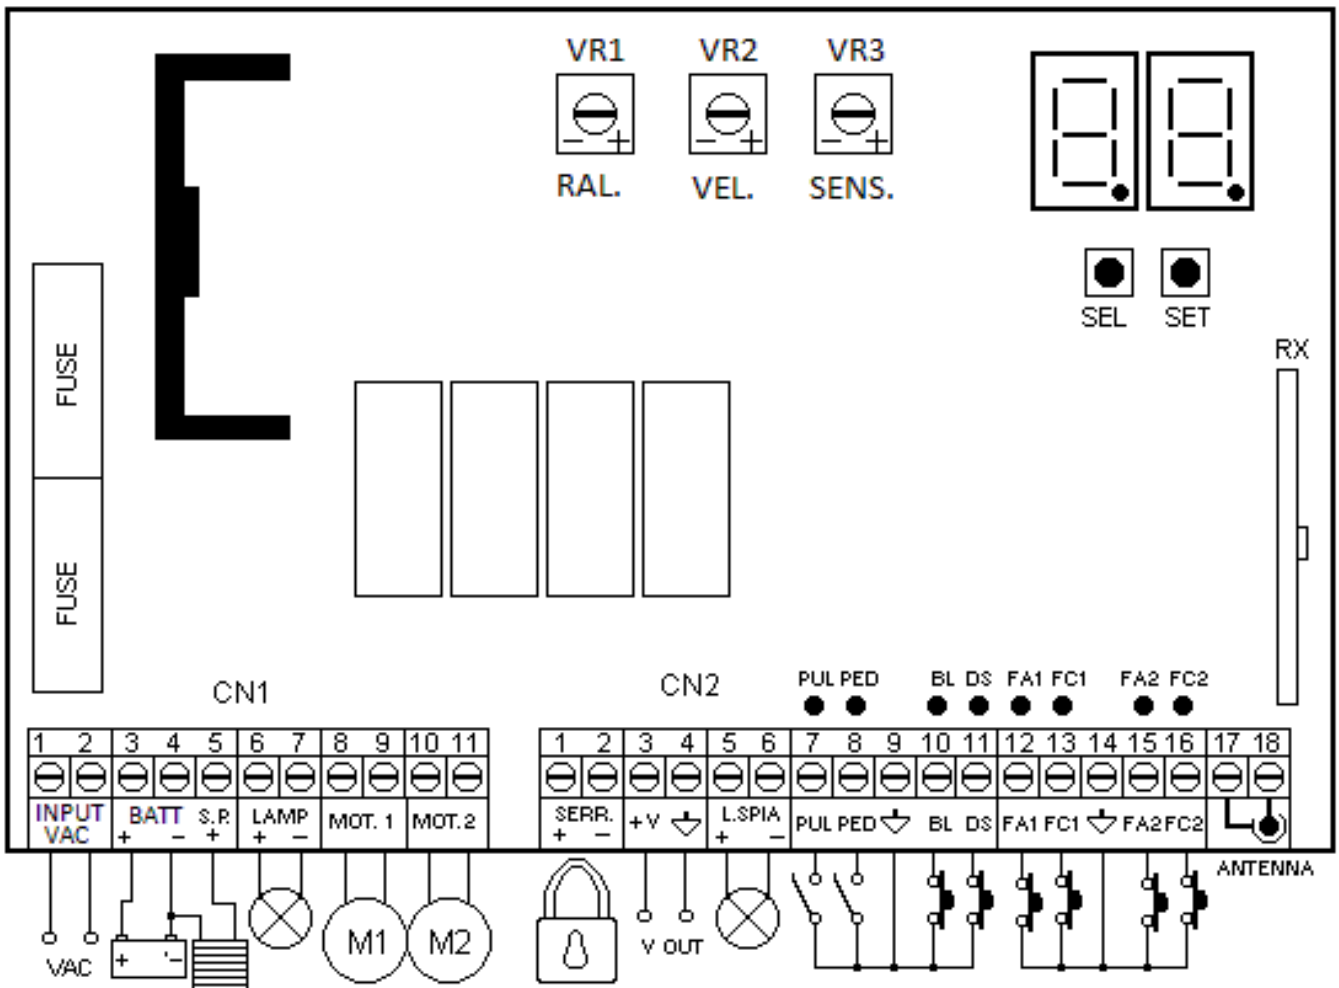 VR1 VR2 VR3
- + - + - +
RAL. VEL. SENS.
SEL SET
RX
FUSE
FUSE
CN1 CN2
PUL PED BL DS FA1 FC1 FA2 FC2
1 2 3 4 5 6 7 8 9 10 11 1 2 3 4 5 6 7 8 9 10 11 12 13 14 15 16 17 18
INPUT VAC BATT + - S.P. + LAMP + - MOT. 1 MOT.2 SERR. + - +V L.SPIA + - PUL PED BL DS FA1 FC1 FA2 FC2
ANTENNA
VAC + - M1 M2 V OUT